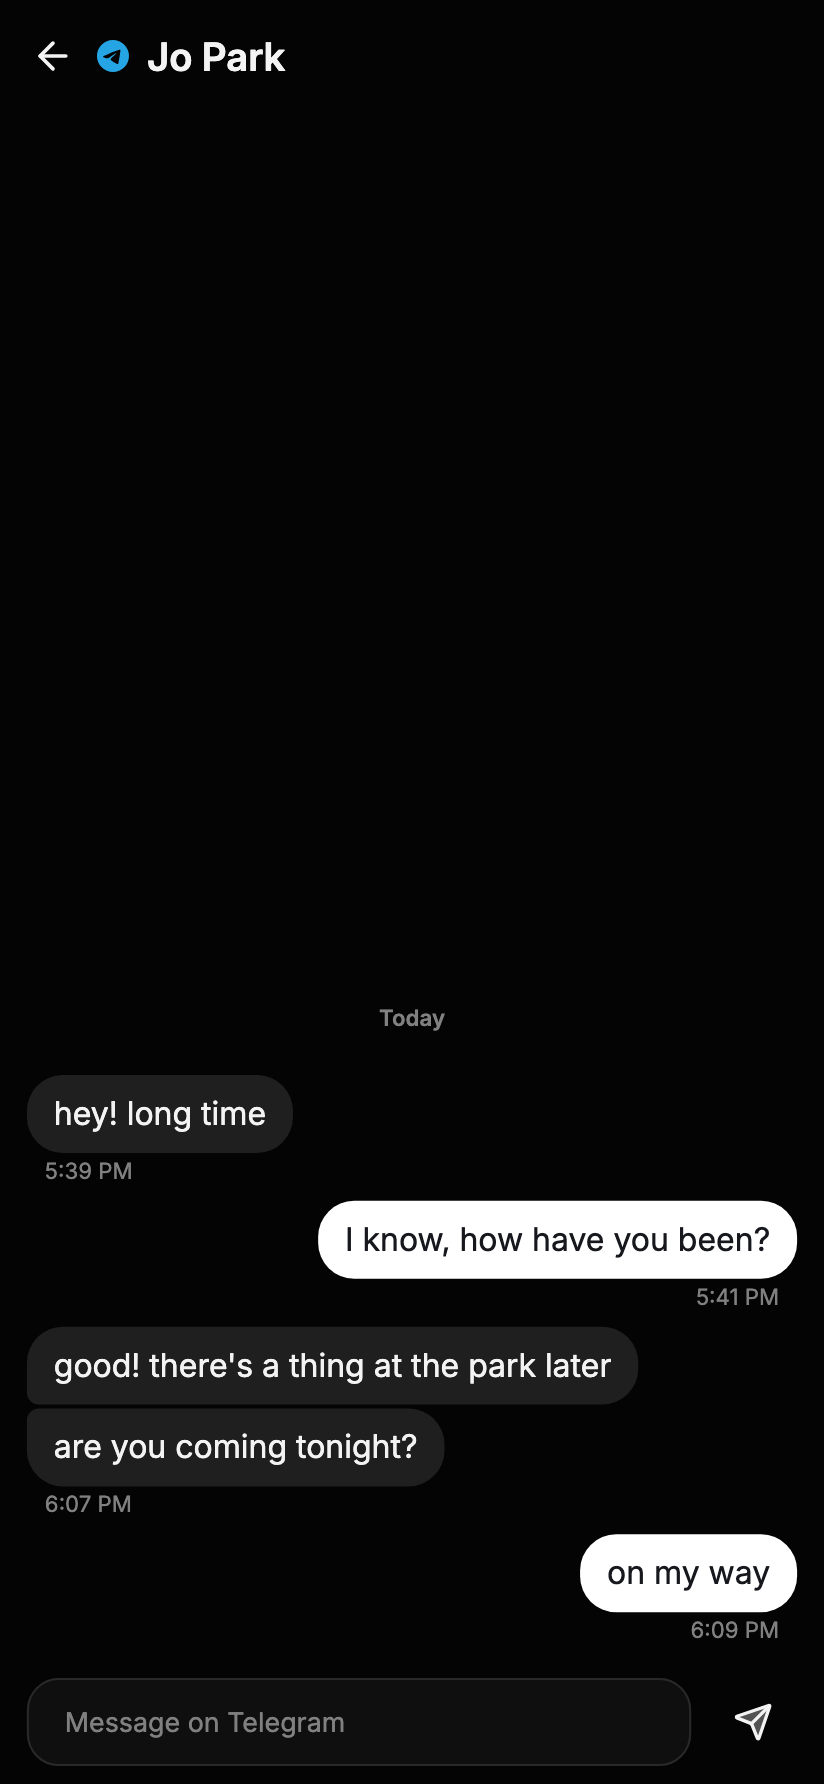 Jo Park
Today
hey! long time
5:39 PM
I know, how have you been?
5:41 PM
good! there's a thing at the park later
are you coming tonight?
6:07 PM
on my way
6:09 PM
Message on Telegram